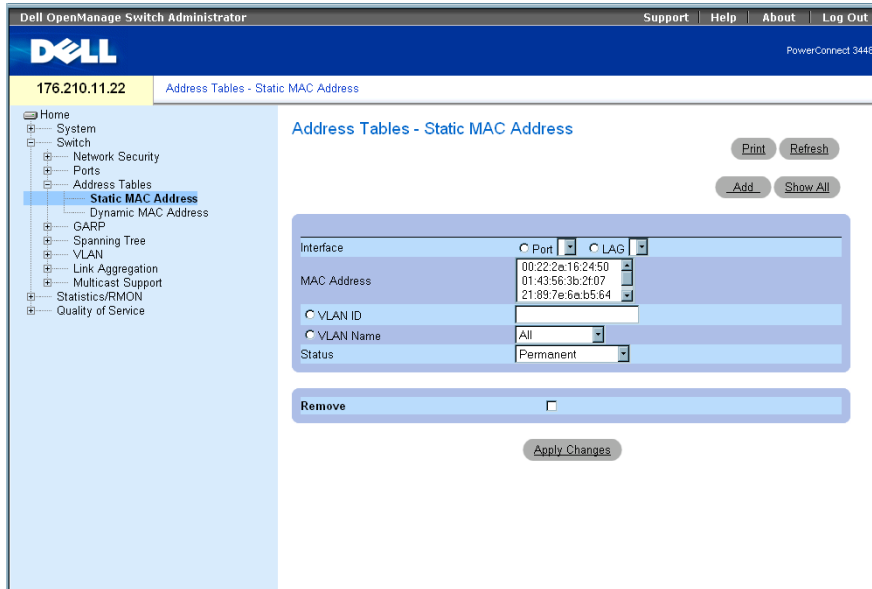 Dell OpenManage Switch Administrator
Support | Help | About | Log Out
DELL
PowerConnect 3448
176.210.11.22
Address Tables - Static MAC Address
Home
System
Switch
Network Security
Ports
Address Tables
Static MAC Address
Dynamic MAC Address
GARP
Spanning Tree
VLAN
Link Aggregation
Multicast Support
Statistics/RMON
Quality of Service
Address Tables - Static MAC Address
Print Refresh
Add Show All
Interface Port LAG
MAC Address
00:22:2a:16:24:50
01:43:56:3b:2f:07
21:89:7e:6a:b5:64
VLAN ID
VLAN Name All
Status Permanent
Remove
Apply Changes